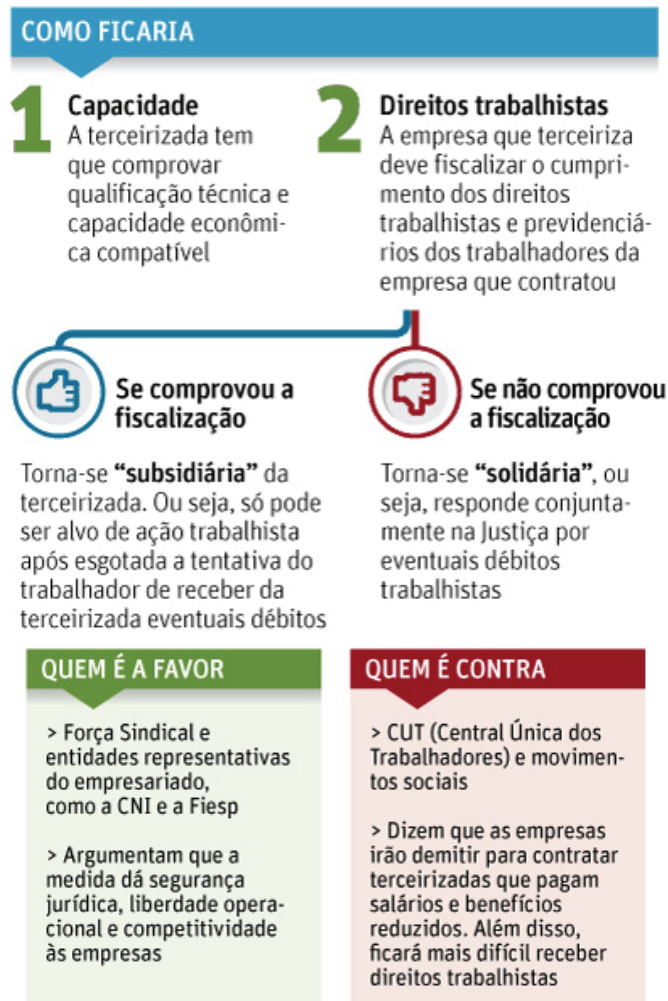 COMO FICARIA
1
Capacidade
A terceirizada tem
que comprovar
qualificação técnica e
capacidade econômi-
ca compatível
2
Direitos trabalhistas
A empresa que terceiriza
deve fiscalizar o cumpri-
mento dos direitos
trabalhistas e previdenciá-
rios dos trabalhadores da
empresa que contratou
Se comprovou a
fiscalização
Torna-se “subsidiária” da
terceirizada. Ou seja, só pode
ser alvo de ação trabalhista
após esgotada a tentativa do
trabalhador de receber da
terceirizada eventuais débitos
Se não comprovou
a fiscalização
Torna-se “solidária”, ou
seja, responde conjunta-
mente na Justiça por
eventuais débitos
trabalhistas
QUEM É A FAVOR
> Força Sindical e
entidades representativas
do empresariado,
como a CNI e a Fiesp
> Argumentam que a
medida dá segurança
jurídica, liberdade opera-
cional e competitividade
às empresas
QUEM É CONTRA
> CUT (Central Única dos
Trabalhadores) e movimen-
tos sociais
> Dizem que as empresas
irão demitir para contratar
terceirizadas que pagam
salários e benefícios
reduzidos. Além disso,
ficará mais difícil receber
direitos trabalhistas